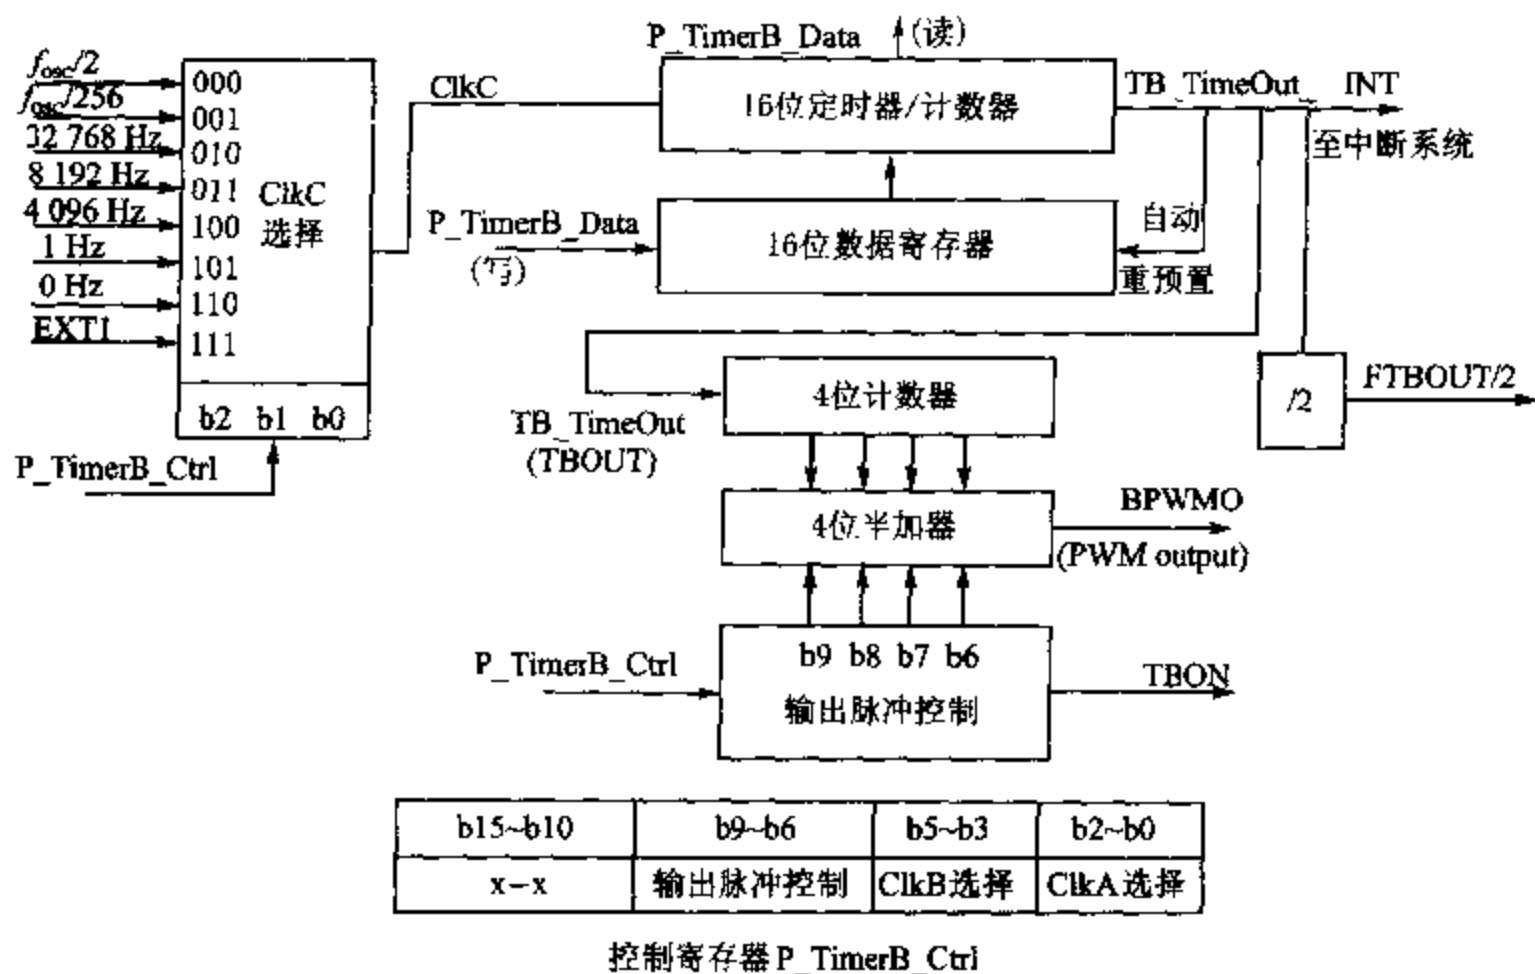 P_TimerB_Data
(读)
fosc/2
000
fosc/256
001
32 768 Hz
010
8 192 Hz
011
4 096 Hz
100
1 Hz
101
0 Hz
110
EXT1
111
ClkC
选择
b2 b1 b0
P_TimerB_Ctrl
ClkC
16位定时器/计数器
TB_TimeOut_
INT
至中断系统
P_TimerB_Data
(写)
16位数据寄存器
自动
重预置
4位计数器
TB_TimeOut
(TBOUT)
/2
FTBOUT/2
4位半加器
BPWMO
(PWM output)
P_TimerB_Ctrl
b9 b8 b7 b6
输出脉冲控制
TBON
b15~b10 b9~b6 b5~b3 b2~b0
x-x 输出脉冲控制 ClkB选择 ClkA选择
控制寄存器P_TimerB_Ctrl